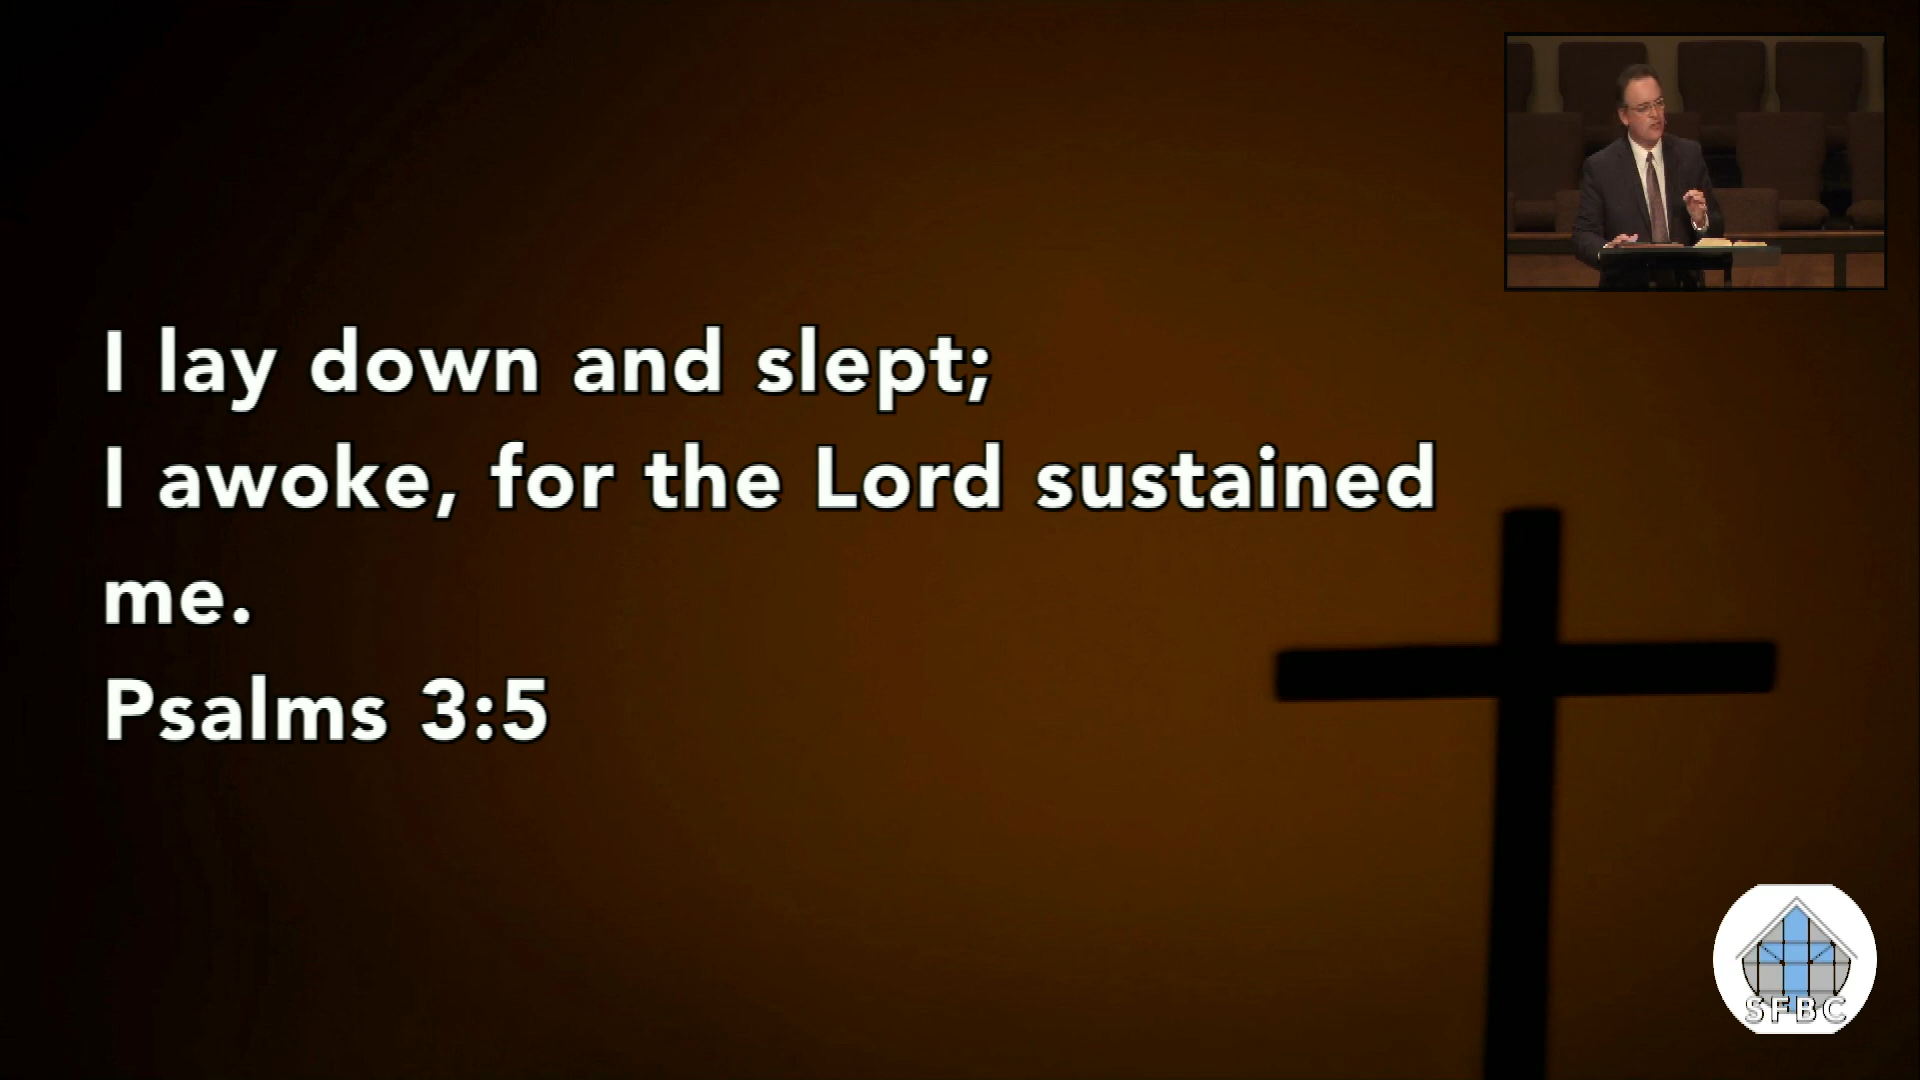 I lay down and slept;
I awoke, for the Lord sustained
me.
Psalms 3:5
SFBC